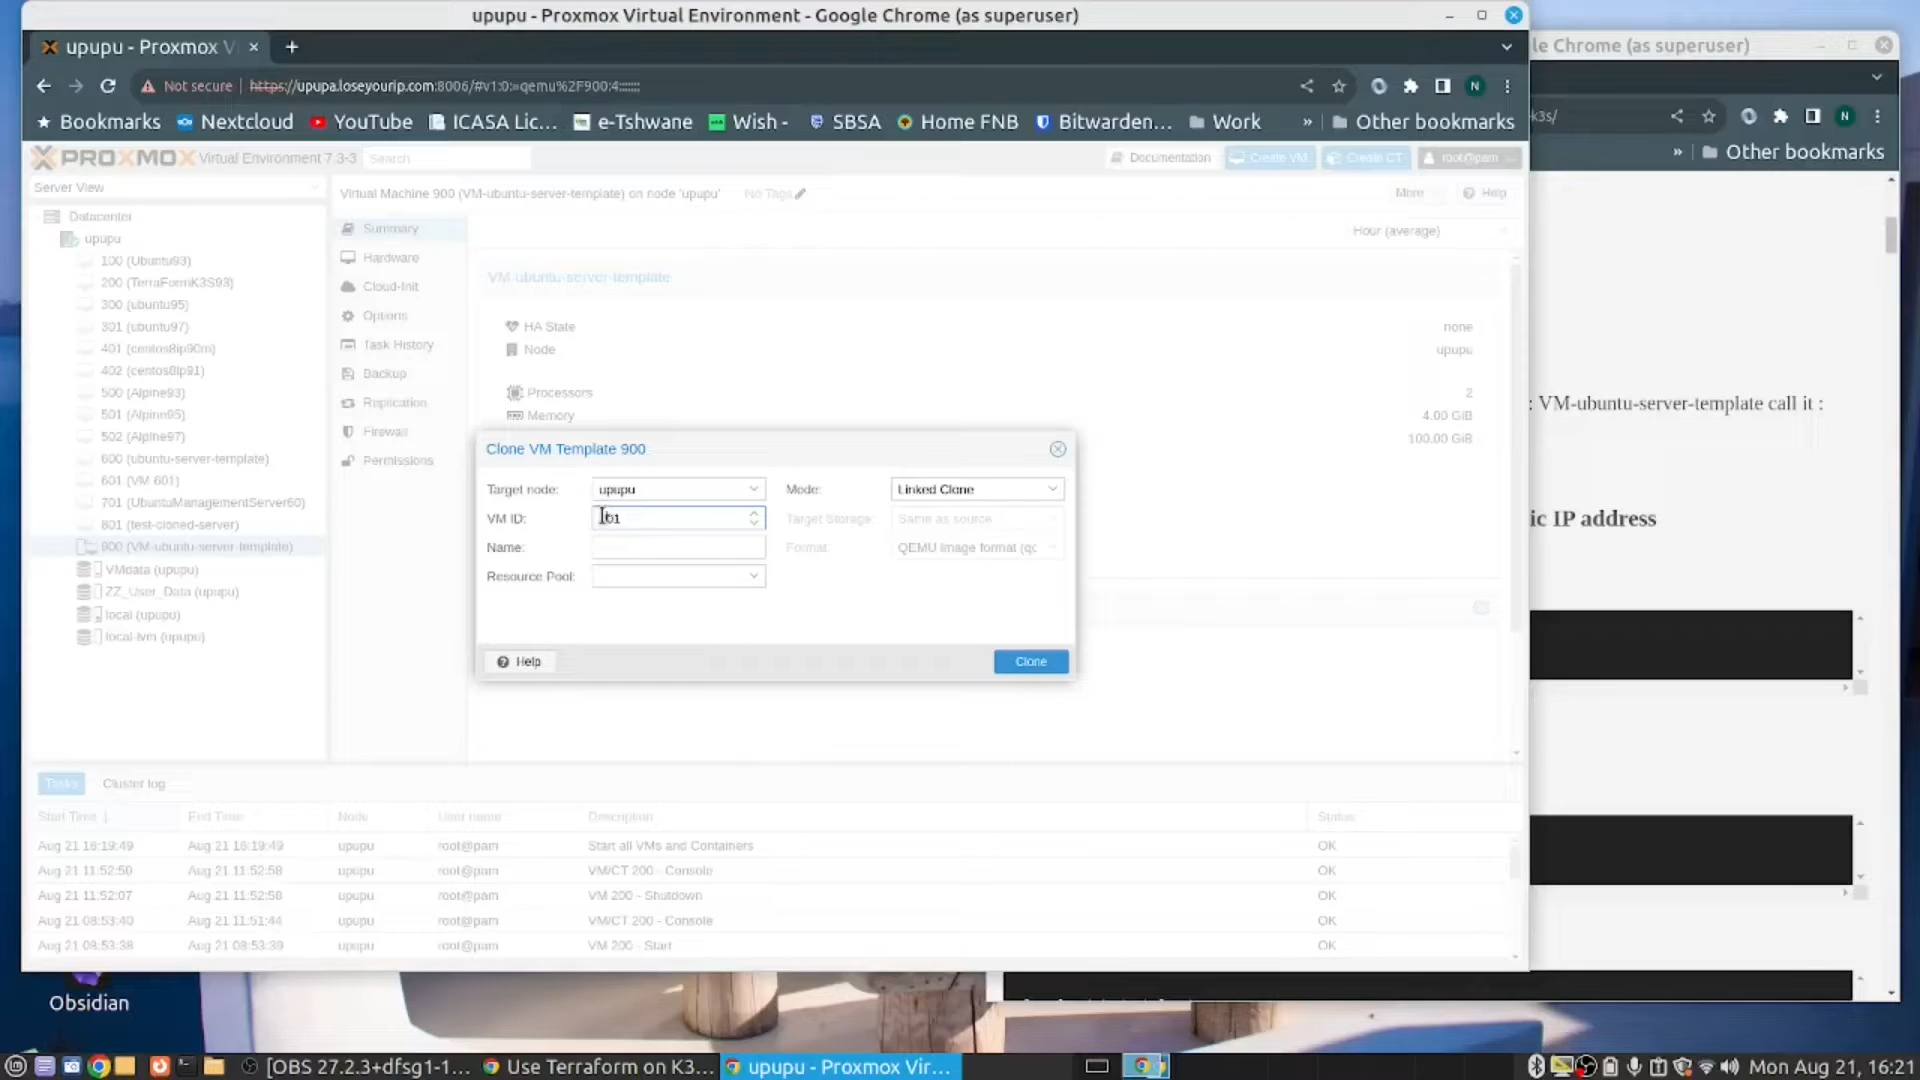 upupu - Proxmox Virtual Environment - Google Chrome (as superuser)
le Chrome (as superuser)
upupu - Proxmox V
Not secure https://upupa.loseyourip.com:8006/#v1:0:=qemu%2F900:4::::::
k3s/
Bookmarks Nextcloud YouTube ICASA Lic... e-Tshwane Wish - SBSA Home FNB Bitwarden... Work » Other bookmarks
» Other bookmarks
PROXMOX Virtual Environment 7.3-3 Search Documentation Create VM Create CT root@pam
Server View
Virtual Machine 900 (VM-ubuntu-server-template) on node 'upupu' No Tags More Help
Datacenter
upupu
100 (Ubuntu93)
200 (TerraFormK3S93)
300 (ubuntu95)
301 (ubuntu97)
401 (centos8ip90m)
402 (centos8ip91)
500 (Alpine93)
501 (Alpine95)
502 (Alpine97)
600 (ubuntu-server-template)
601 (VM 601)
701 (UbuntuManagementServer60)
801 (test-cloned-server)
900 (VM-ubuntu-server-template)
VMdata (upupu)
ZZ_User_Data (upupu)
local (upupu)
local-lvm (upupu)
Summary
Hardware
Cloud-Init
Options
Task History
Backup
Replication
Firewall
Permissions
Hour (average)
VM-ubuntu-server-template
HA State none
Node upupu
Processors 2
Memory 4.00 GiB
100.00 GiB
Clone VM Template 900
Target node: upupu Mode: Linked Clone
VM ID: Target Storage: Same as source
Name: Format: QEMU image format (qc
Resource Pool:
Help Clone
: VM-ubuntu-server-template call it :
ic IP address
Tasks Cluster log
Start Time ↓ End Time Node User name Description Status
Aug 21 16:19:49 Aug 21 16:19:49 upupu root@pam Start all VMs and Containers OK
Aug 21 11:52:50 Aug 21 11:52:58 upupu root@pam VM/CT 200 - Console OK
Aug 21 11:52:07 Aug 21 11:52:58 upupu root@pam VM 200 - Shutdown OK
Aug 21 08:53:40 Aug 21 11:51:44 upupu root@pam VM/CT 200 - Console OK
Aug 21 08:53:38 Aug 21 08:53:39 upupu root@pam VM 200 - Start OK
Obsidian
[OBS 27.2.3+dfsg1-1... Use Terraform on K3... upupu - Proxmox Vir... Mon Aug 21, 16:21